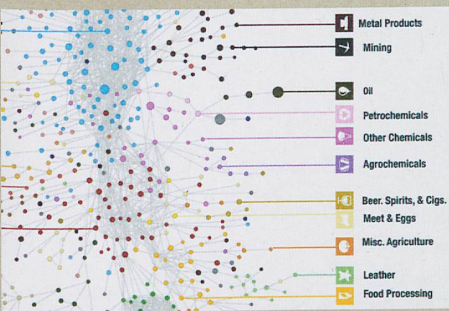 Metal Products
Mining
Oil
Petrochemicals
Other Chemicals
Agrochemicals
Beer. Spirits, & Cigs.
Meet & Eggs
Misc. Agriculture
Leather
Food Processing